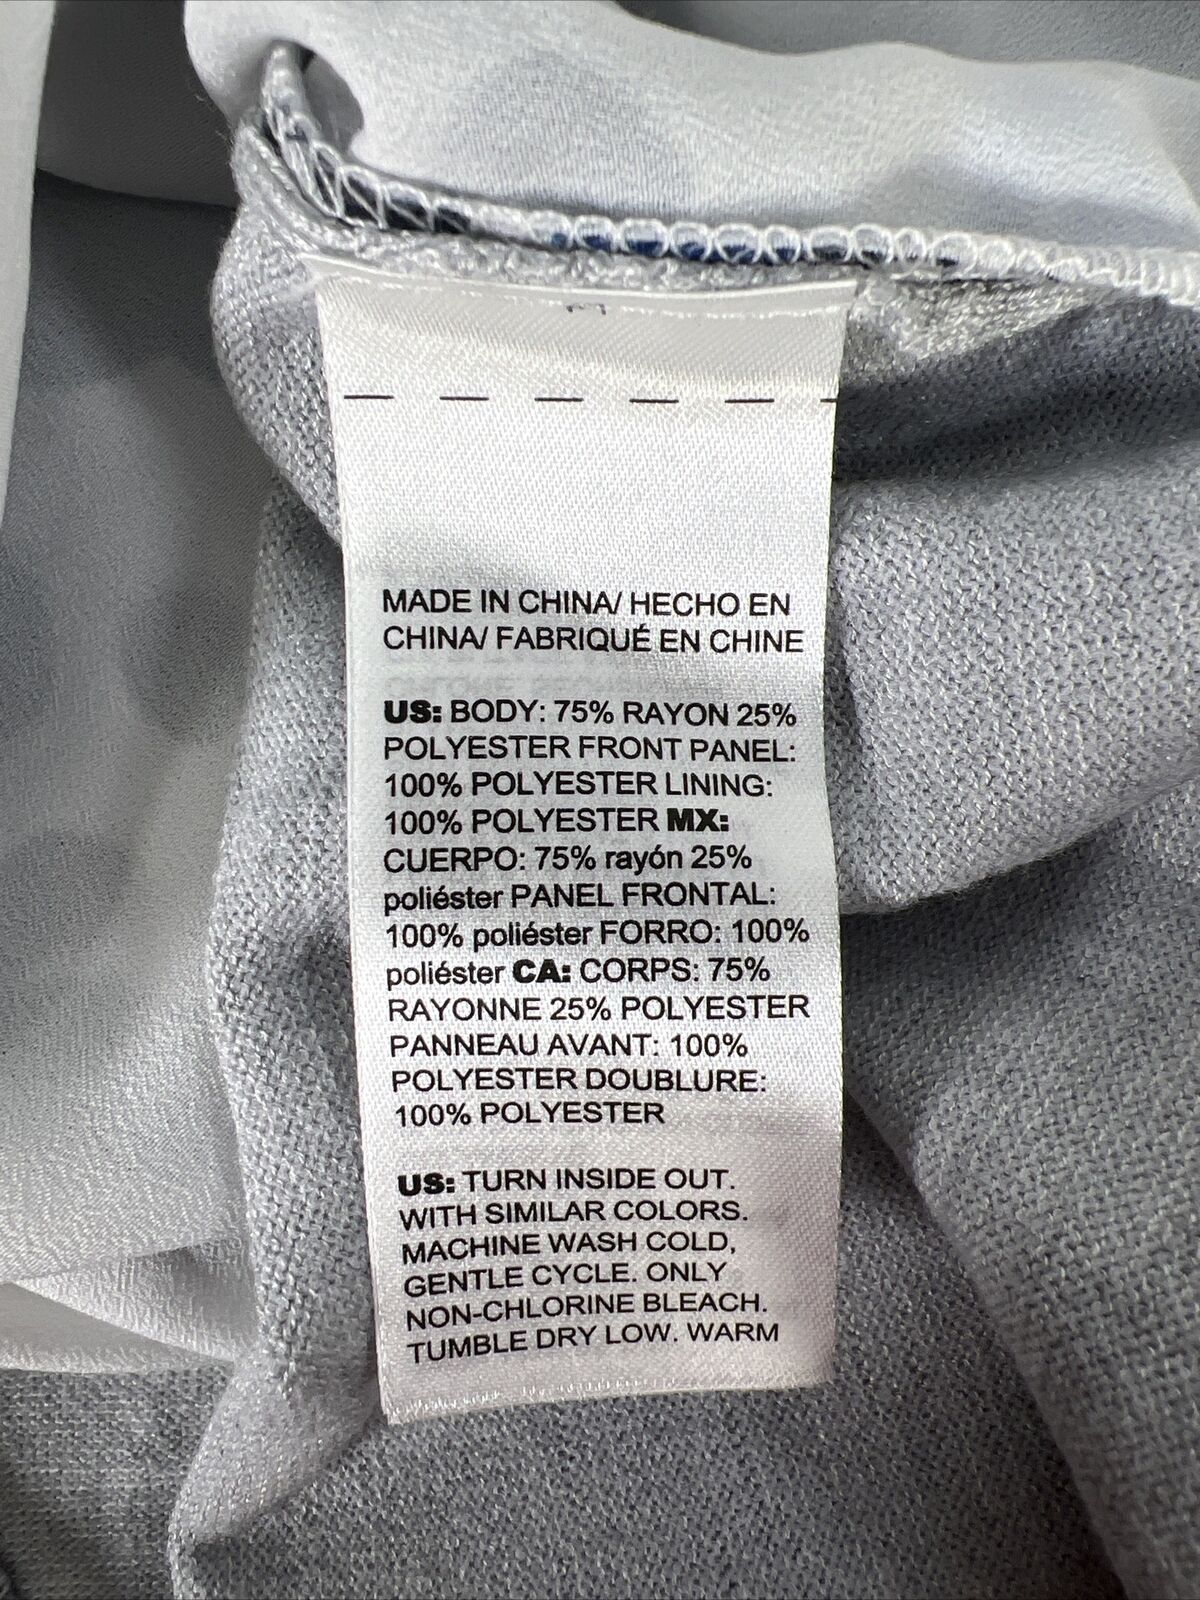 MADE IN CHINA/ HECHO EN
CHINA/ FABRIQUÉ EN CHINE
US: BODY: 75% RAYON 25%
POLYESTER FRONT PANEL:
100% POLYESTER LINING:
100% POLYESTER MX:
CUERPO: 75% rayón 25%
poliéster PANEL FRONTAL:
100% poliéster FORRO: 100%
poliéster CA: CORPS: 75%
RAYONNE 25% POLYESTER
PANNEAU AVANT: 100%
POLYESTER DOUBLURE:
100% POLYESTER
US: TURN INSIDE OUT.
WITH SIMILAR COLORS.
MACHINE WASH COLD,
GENTLE CYCLE. ONLY
NON-CHLORINE BLEACH.
TUMBLE DRY LOW. WARM